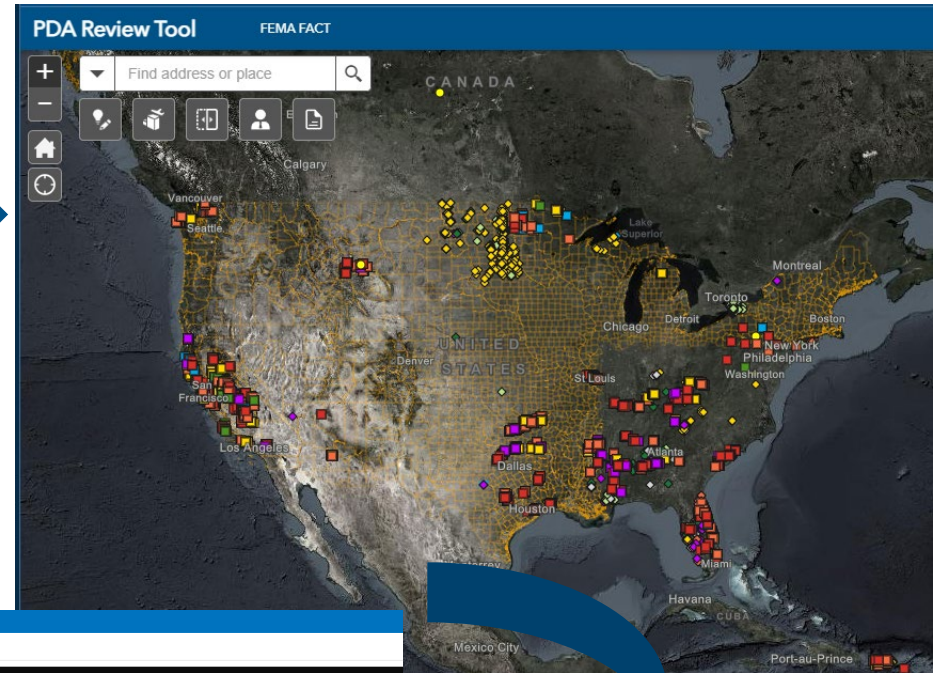 PDA Review Tool FEMA FACT
Find address or place
CANADA
Calgary
Vancouver
Seattle
Lake
Superior
Montreal
Toronto
Boston
Detroit
Chicago
New York
UNITED
Philadelphia
Denver
STATES
Washington
St Louis
San
Francisco
Los Angeles
Atlanta
Dallas
Houston
Miami
Havana
CUBA
Mexico City
Port-au-Prince